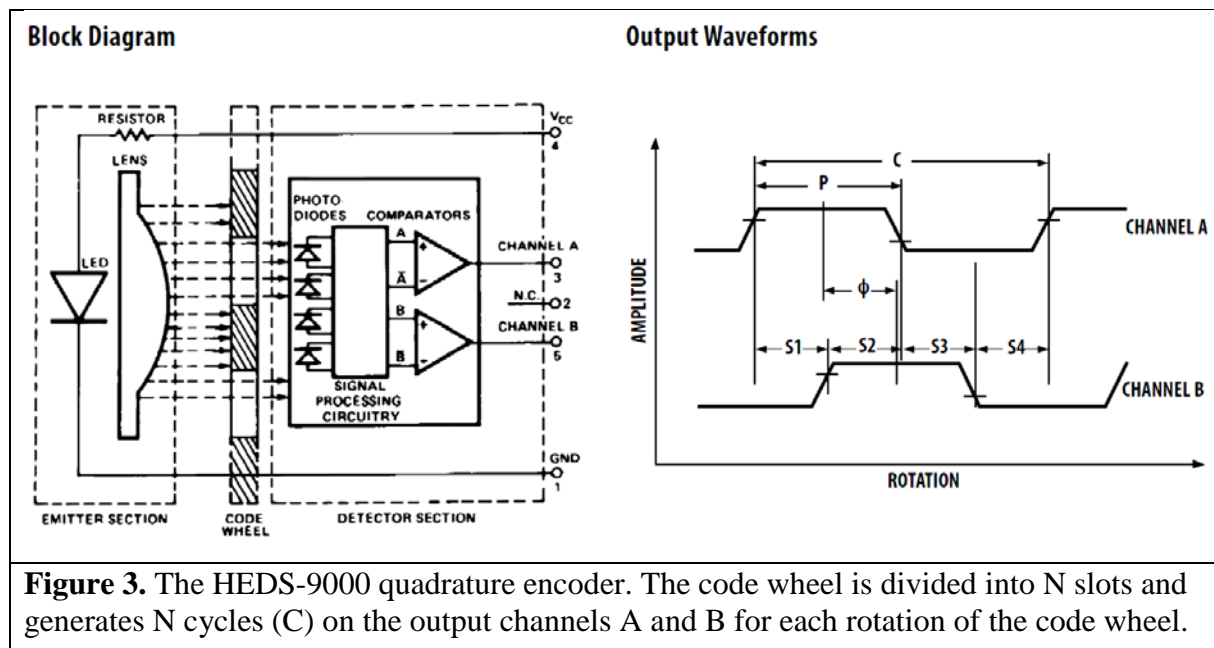 Block Diagram
Output Waveforms
RESISTOR
VCC
4
LENS
LED
PHOTO
DIODES
COMPARATORS
A
+
CHANNEL A
3
A̅
−
N.C.
2
B
+
CHANNEL B
5
B
−
SIGNAL
PROCESSING
CIRCUITRY
GND
1
EMITTER SECTION
CODE
WHEEL
DETECTOR SECTION
C
P
CHANNEL A
AMPLITUDE
ϕ
S1 S2 S3 S4
CHANNEL B
ROTATION
Figure 3. The HEDS-9000 quadrature encoder. The code wheel is divided into N slots and
generates N cycles (C) on the output channels A and B for each rotation of the code wheel.